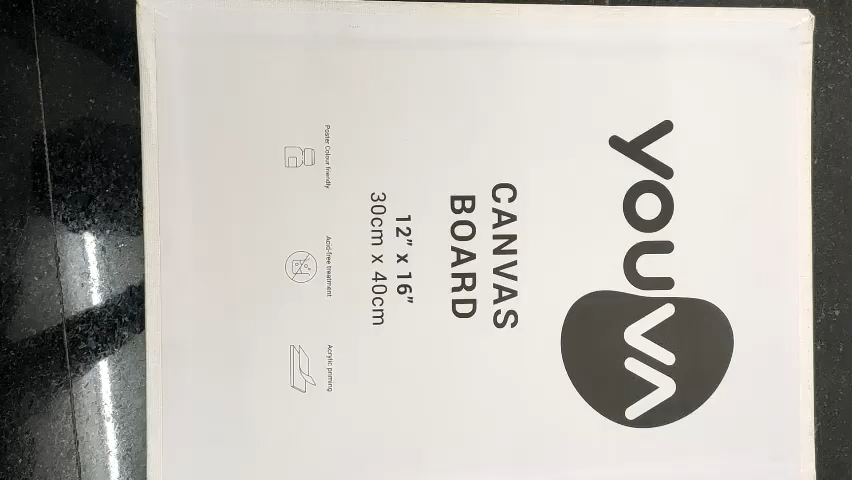 youva
CANVAS
BOARD
12" x 16"
30cm x 40cm
Poster Colour friendly
Acid-free treatment
Acrylic priming